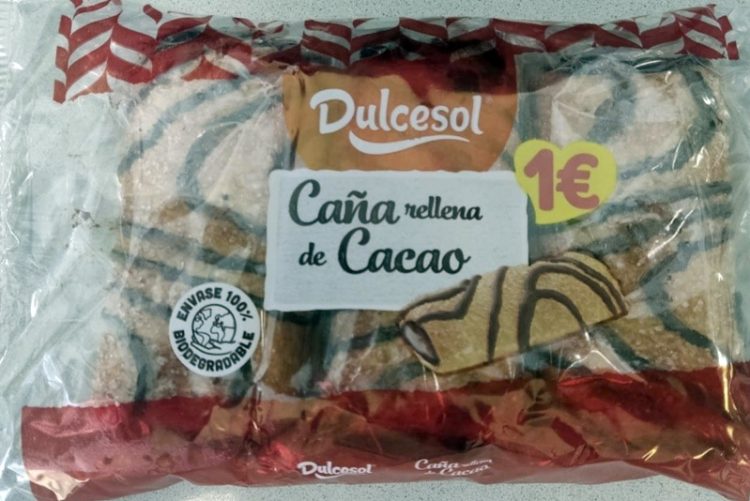 Dulcesol
1€
Caña rellena
de Cacao
ENVASE 100%
BIODEGRADABLE
Dulcesol
Caña rellena
de Cacao